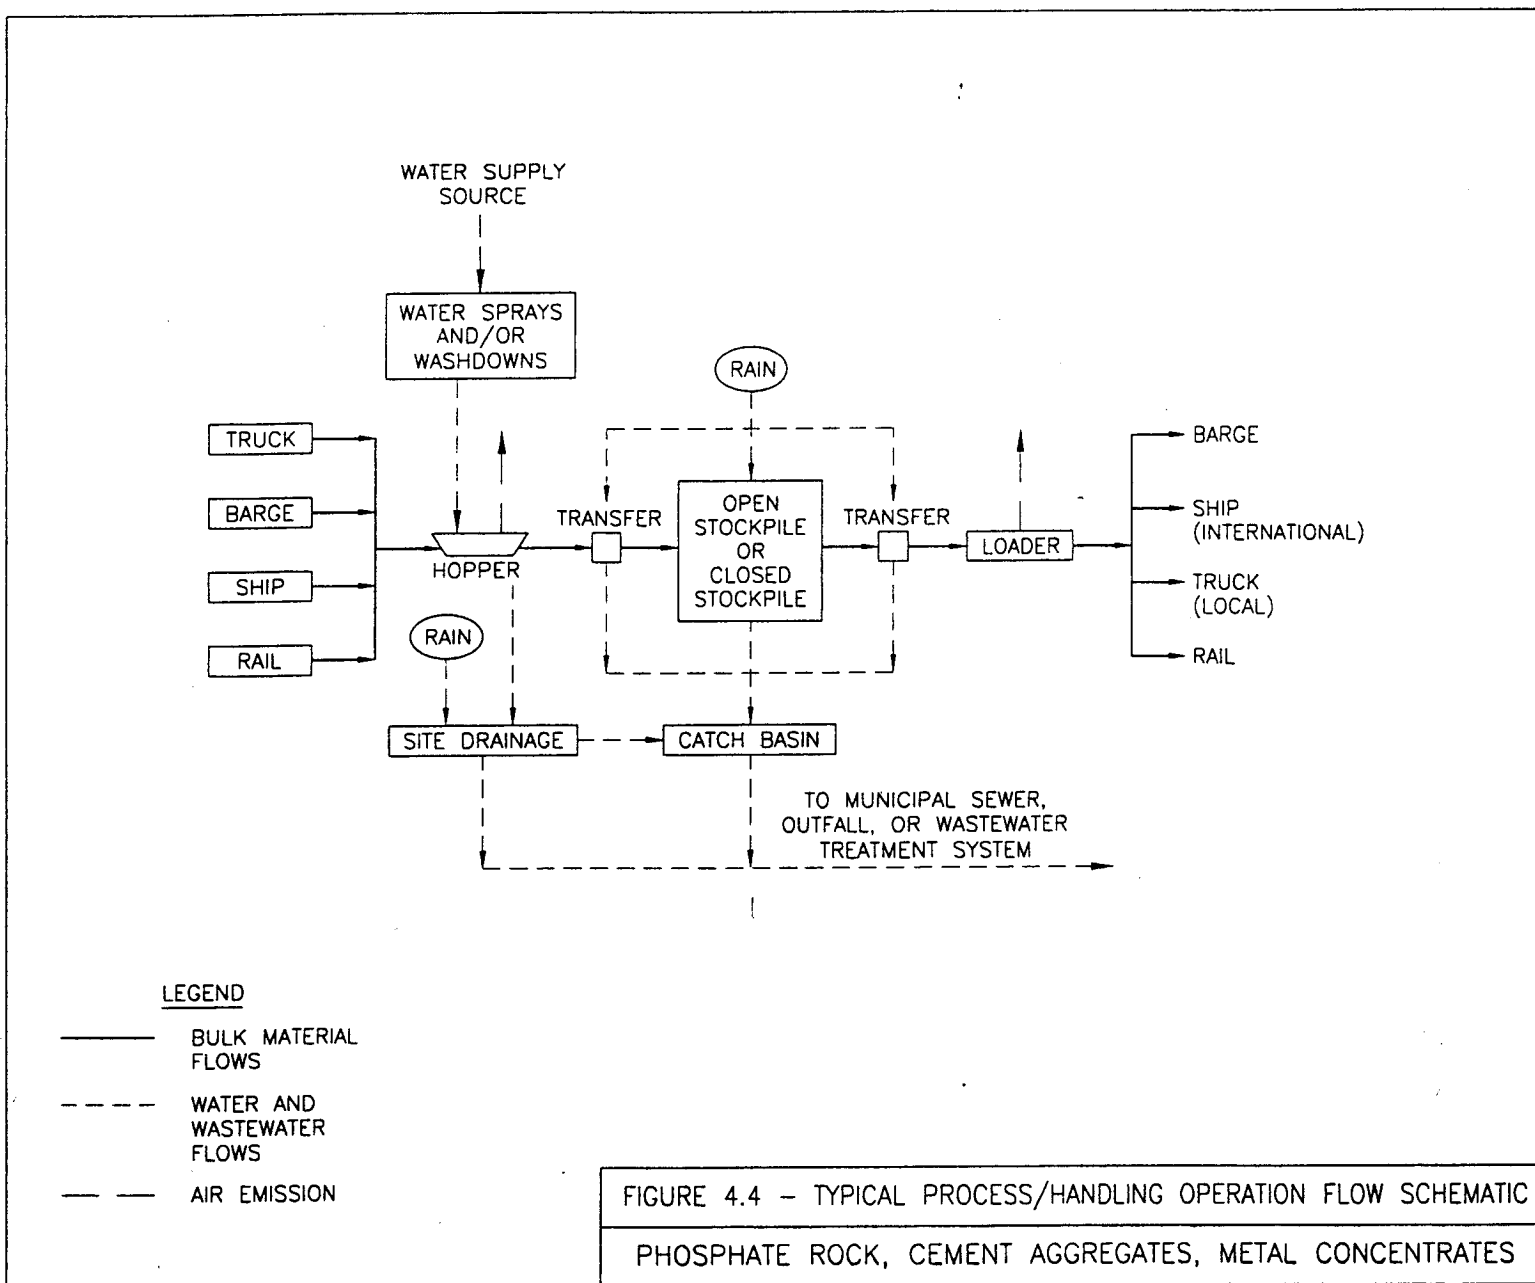 WATER SUPPLY
SOURCE
WATER SPRAYS
AND/OR
WASHDOWNS
RAIN
TRUCK
BARGE
SHIP
RAIL
HOPPER
TRANSFER
OPEN
STOCKPILE
OR
CLOSED
STOCKPILE
TRANSFER
LOADER
BARGE
SHIP
(INTERNATIONAL)
TRUCK
(LOCAL)
RAIL
RAIN
SITE DRAINAGE
CATCH BASIN
TO MUNICIPAL SEWER,
OUTFALL, OR WASTEWATER
TREATMENT SYSTEM
LEGEND
BULK MATERIAL
FLOWS
WATER AND
WASTEWATER
FLOWS
AIR EMISSION
FIGURE 4.4 – TYPICAL PROCESS/HANDLING OPERATION FLOW SCHEMATIC
PHOSPHATE ROCK, CEMENT AGGREGATES, METAL CONCENTRATES